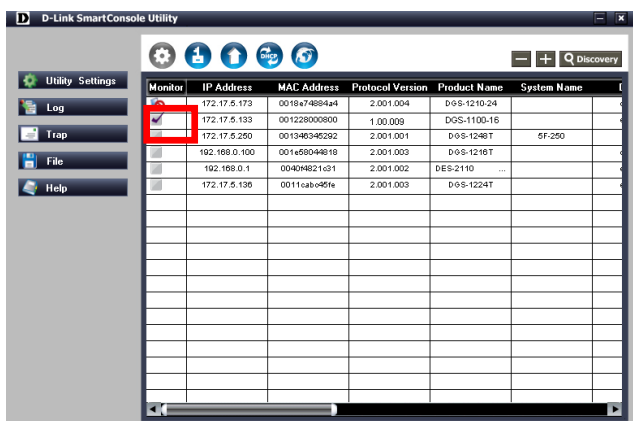 D D-Link SmartConsole Utility
1 DHCP
Discovery
Utility Settings
Log
Trap
File
Help
Monitor IP Address MAC Address Protocol Version Product Name System Name
172.17.5.173 0018e74884a4 2.001.004 DGS-1210-24
172.17.5.133 001228000800 1.00.009 DGS-1100-16
172.17.5.250 001346345292 2.001.001 DGS-1248T 5F-250
192.168.0.100 001e58044818 2.001.003 DGS-1216T
192.168.0.1 0040f4821c31 2.001.002 DES-2110 ...
172.17.5.136 0011cabc45fe 2.001.003 DGS-1224T